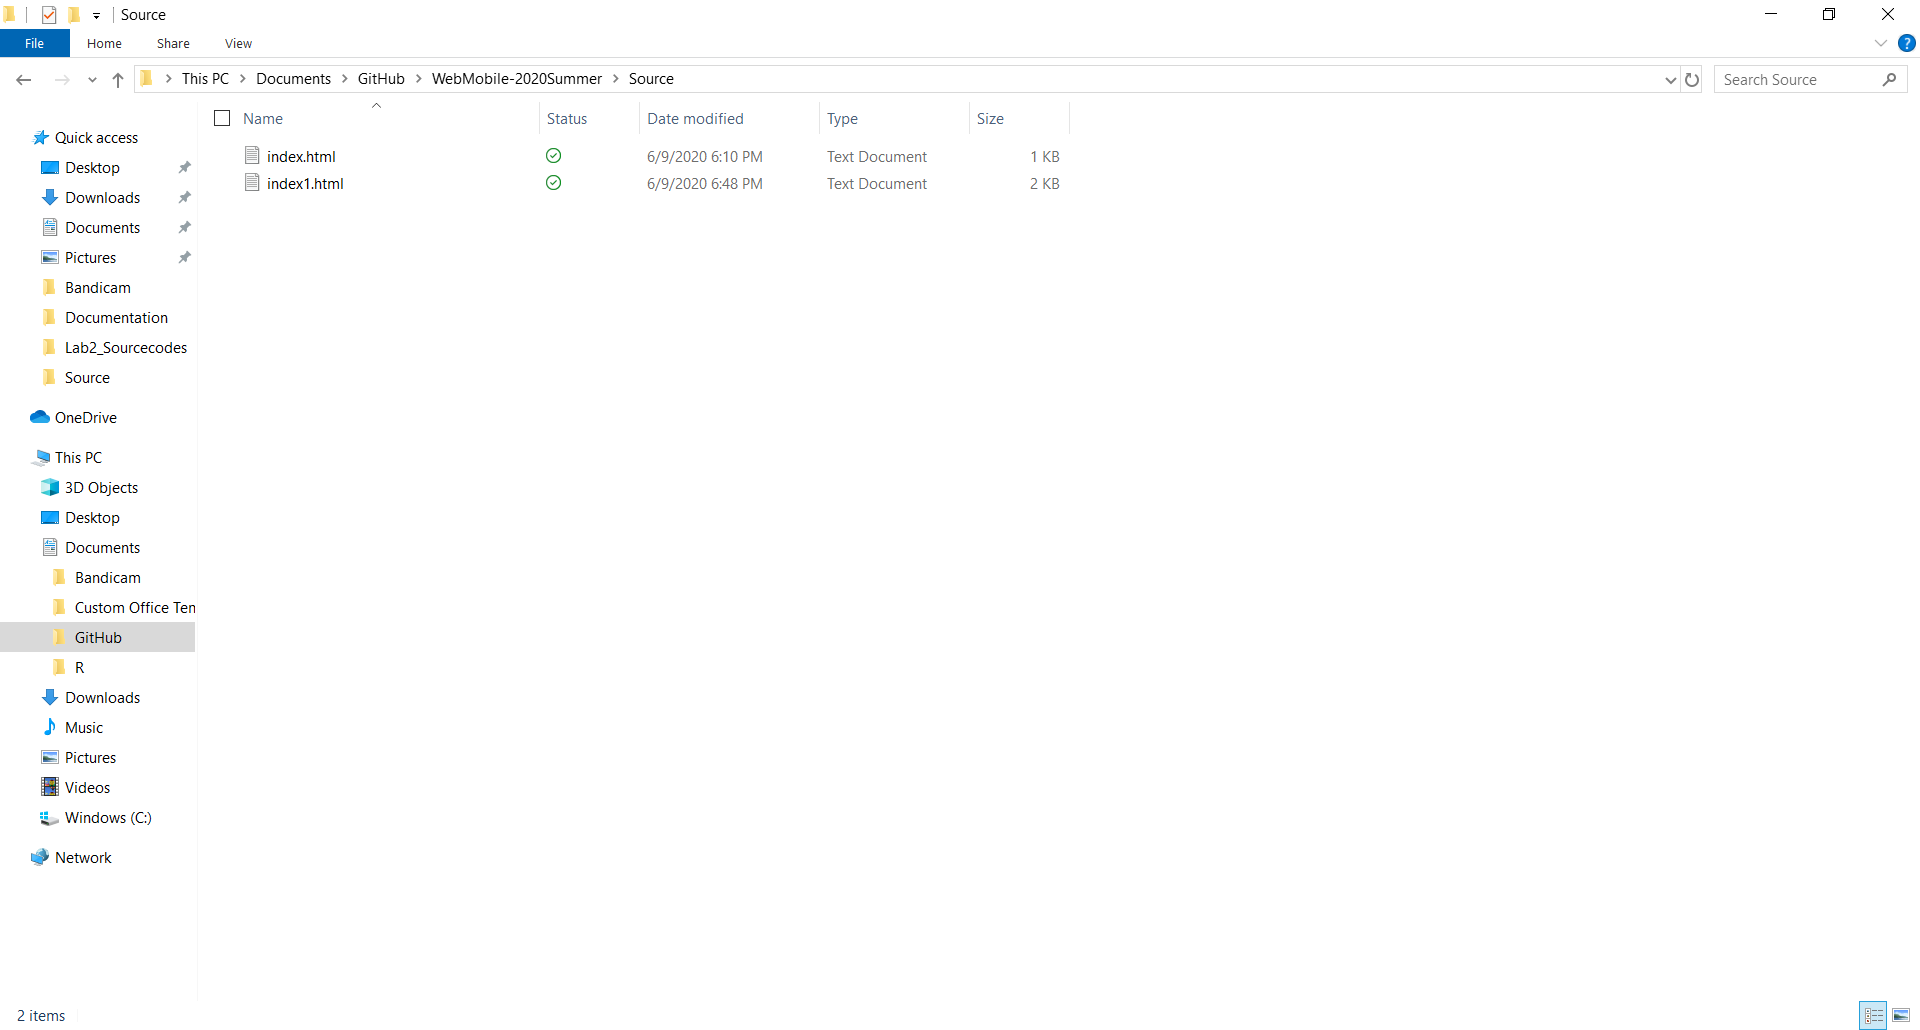 Source
File Home Share View
This PC Documents GitHub WebMobile-2020Summer Source
Search Source
Name Status Date modified Type Size
index.html 6/9/2020 6:10 PM Text Document 1 KB
index1.html 6/9/2020 6:48 PM Text Document 2 KB
Quick access
Desktop
Downloads
Documents
Pictures
Bandicam
Documentation
Lab2_Sourcecodes
Source
OneDrive
This PC
3D Objects
Desktop
Documents
Bandicam
Custom Office Ten
GitHub
R
Downloads
Music
Pictures
Videos
Windows (C:)
Network
2 items